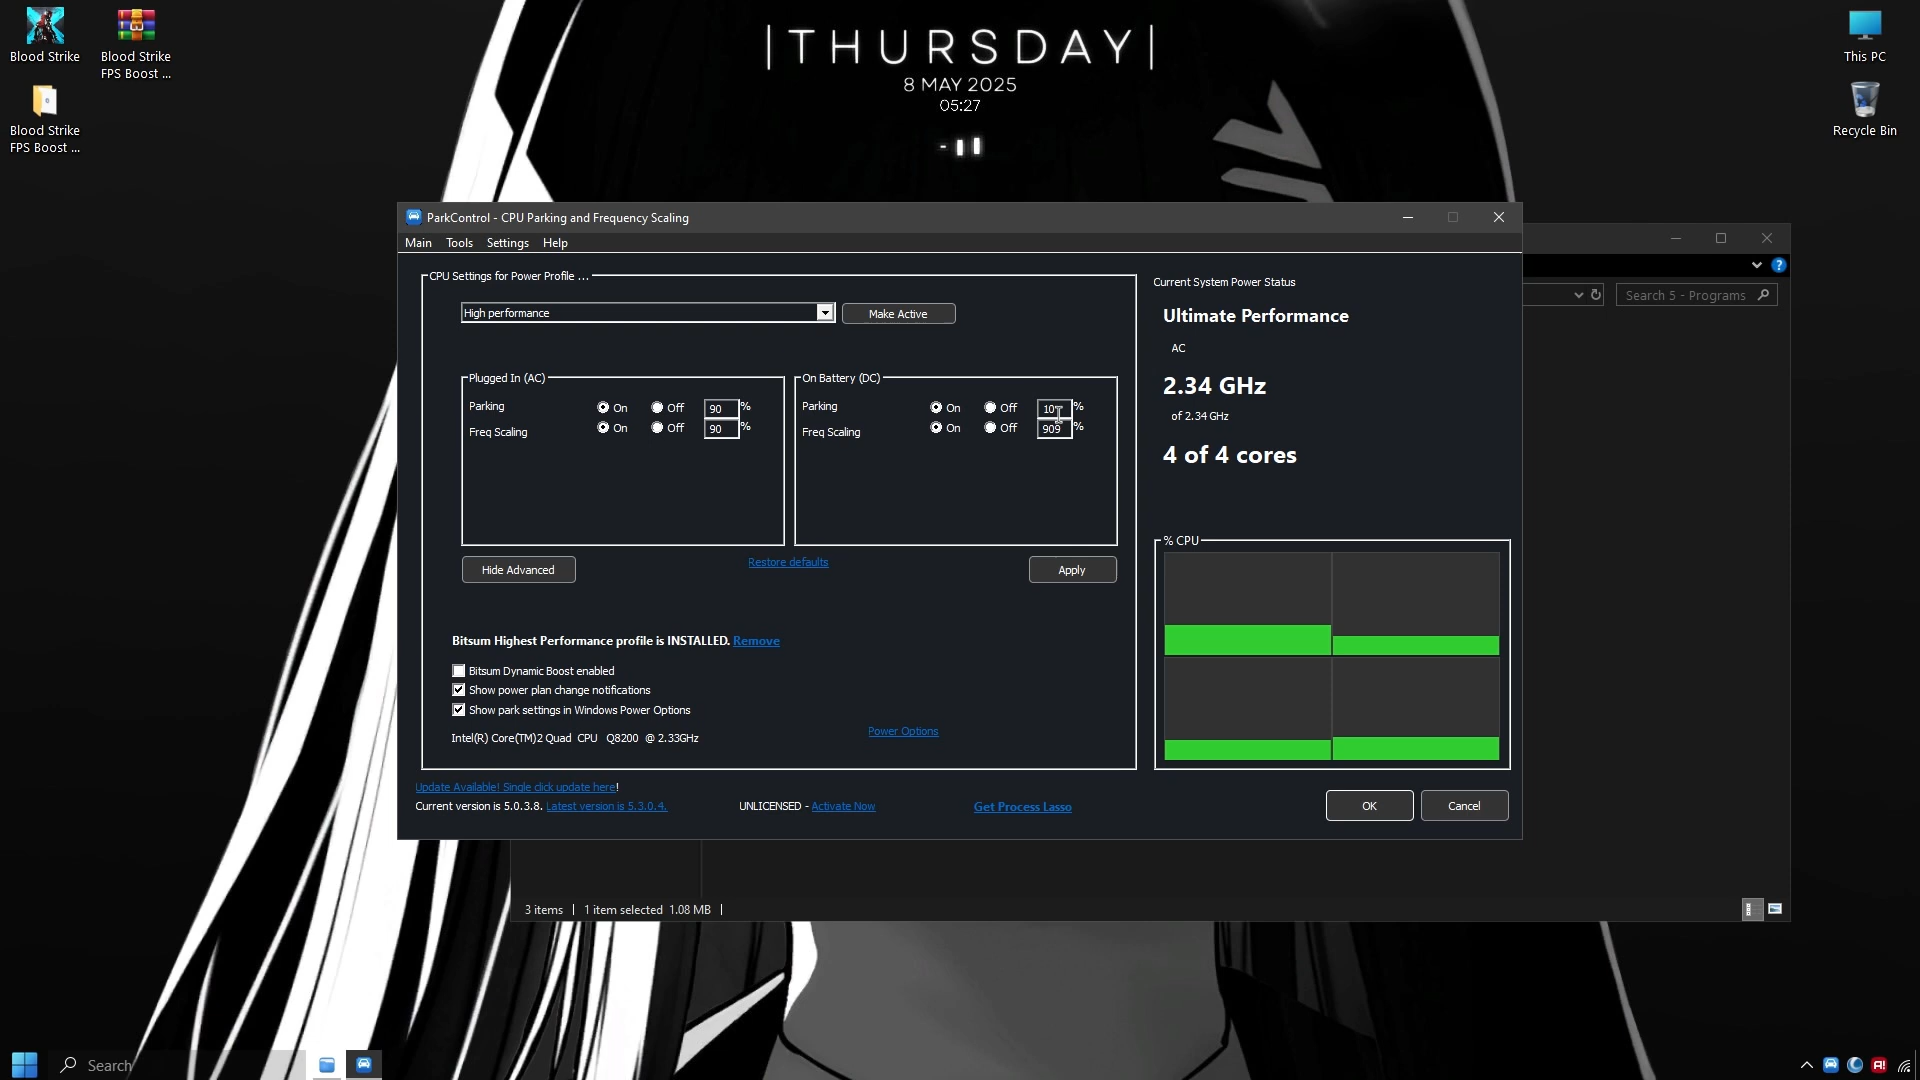 Blood Strike
Blood Strike
FPS Boost ...
Blood Strike
FPS Boost ...
|THURSDAY|
8 MAY 2025
05:27
This PC
Recycle Bin
ParkControl - CPU Parking and Frequency Scaling
Main Tools Settings Help
CPU Settings for Power Profile ...
High performance
Make Active
Plugged In (AC)
Parking On Off 90 %
Freq Scaling On Off 90 %
On Battery (DC)
Parking On Off 10 %
Freq Scaling On Off 909 %
Hide Advanced
Restore defaults
Apply
Bitsum Highest Performance profile is INSTALLED. Remove
Bitsum Dynamic Boost enabled
Show power plan change notifications
Show park settings in Windows Power Options
Intel(R) Core(TM)2 Quad CPU Q8200 @ 2.33GHz
Power Options
Update Available! Single click update here!
Current version is 5.0.3.8. Latest version is 5.3.0.4.
UNLICENSED - Activate Now
Get Process Lasso
Current System Power Status
Ultimate Performance
AC
2.34 GHz
of 2.34 GHz
4 of 4 cores
% CPU
OK
Cancel
Search 5 - Programs
3 items
1 item selected 1.08 MB
Search